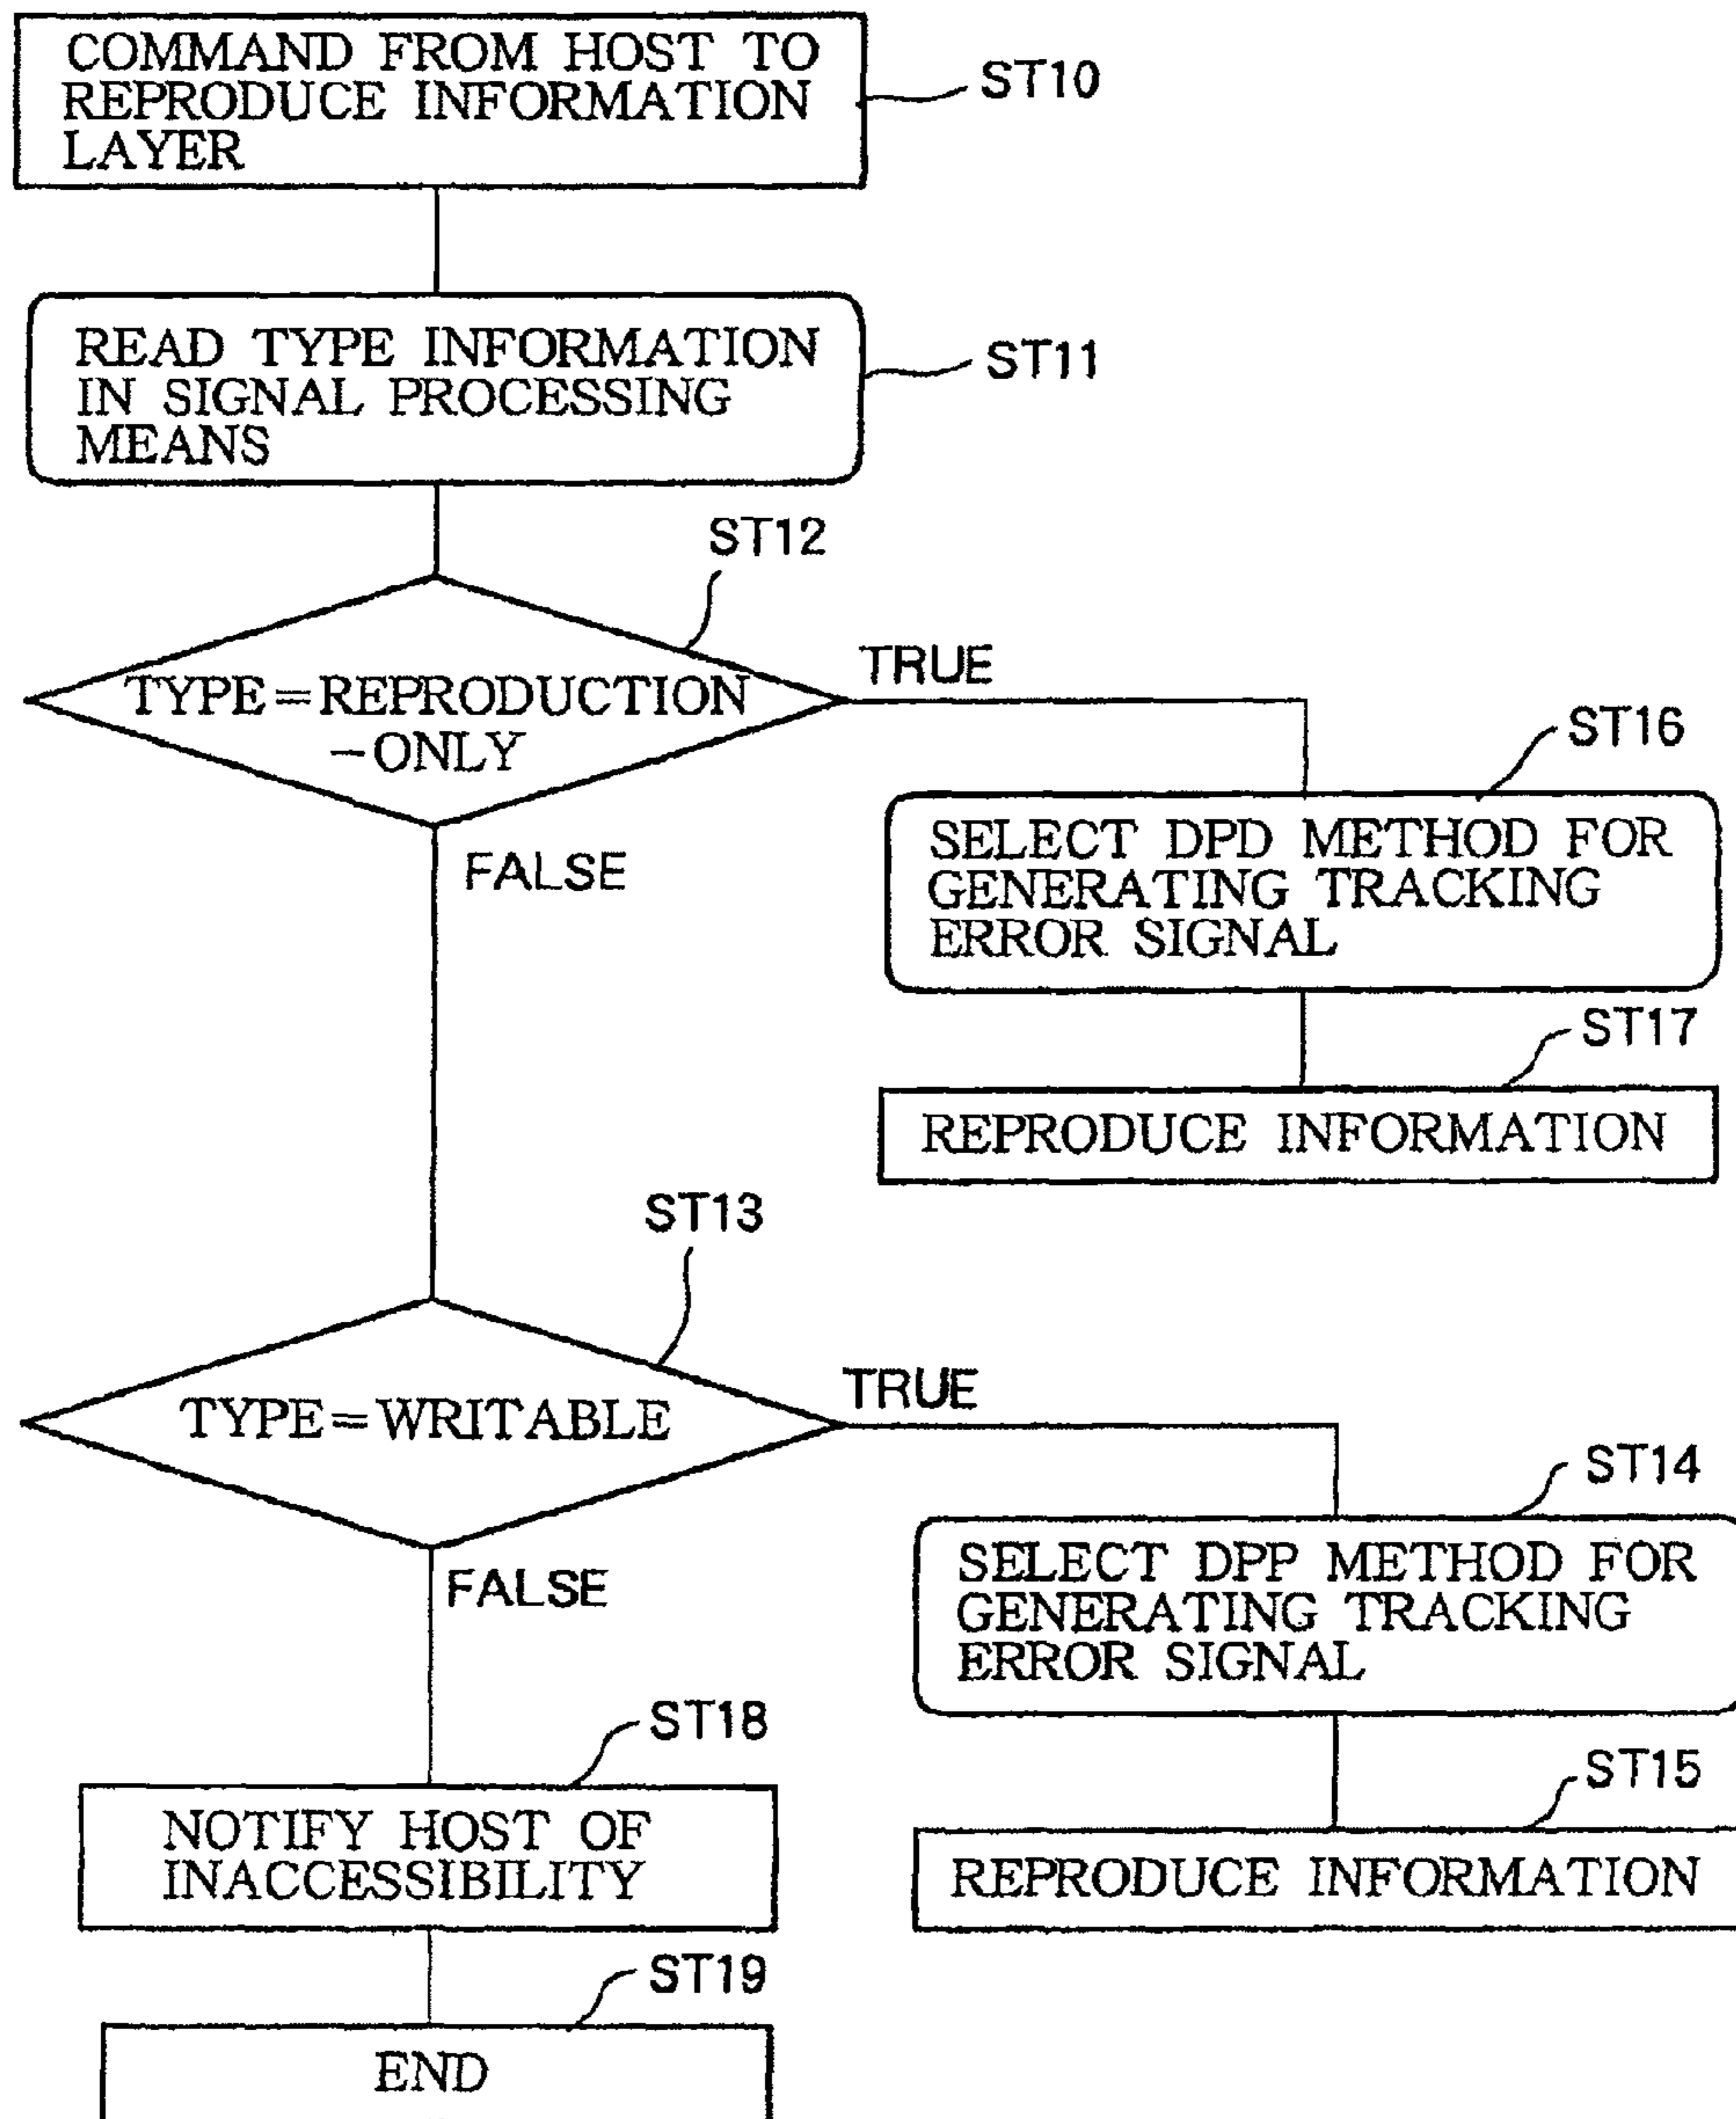 COMMAND FROM HOST TO
REPRODUCE INFORMATION
LAYER
ST10
READ TYPE INFORMATION
IN SIGNAL PROCESSING
MEANS
ST11
ST12
TYPE=REPRODUCTION
-ONLY
TRUE
FALSE
ST16
SELECT DPD METHOD FOR
GENERATING TRACKING
ERROR SIGNAL
ST17
REPRODUCE INFORMATION
ST13
TYPE=WRITABLE
TRUE
FALSE
ST14
SELECT DPP METHOD FOR
GENERATING TRACKING
ERROR SIGNAL
ST15
REPRODUCE INFORMATION
ST18
NOTIFY HOST OF
INACCESSIBILITY
ST19
END